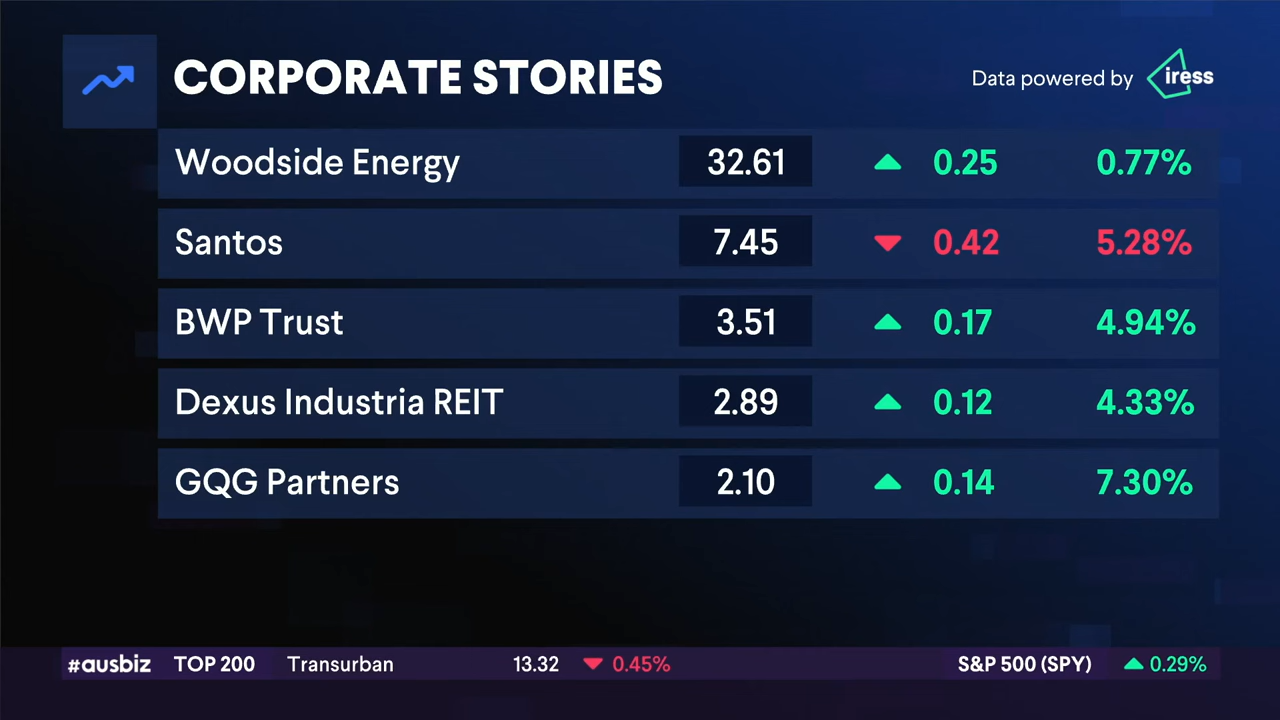 CORPORATE STORIES
Data powered by iress
Woodside Energy 32.61 ▲ 0.25 0.77%
Santos 7.45 ▼ 0.42 5.28%
BWP Trust 3.51 ▲ 0.17 4.94%
Dexus Industria REIT 2.89 ▲ 0.12 4.33%
GQG Partners 2.10 ▲ 0.14 7.30%
#ausbiz TOP 200 Transurban 13.32 ▼ 0.45% S&P 500 (SPY) ▲ 0.29%